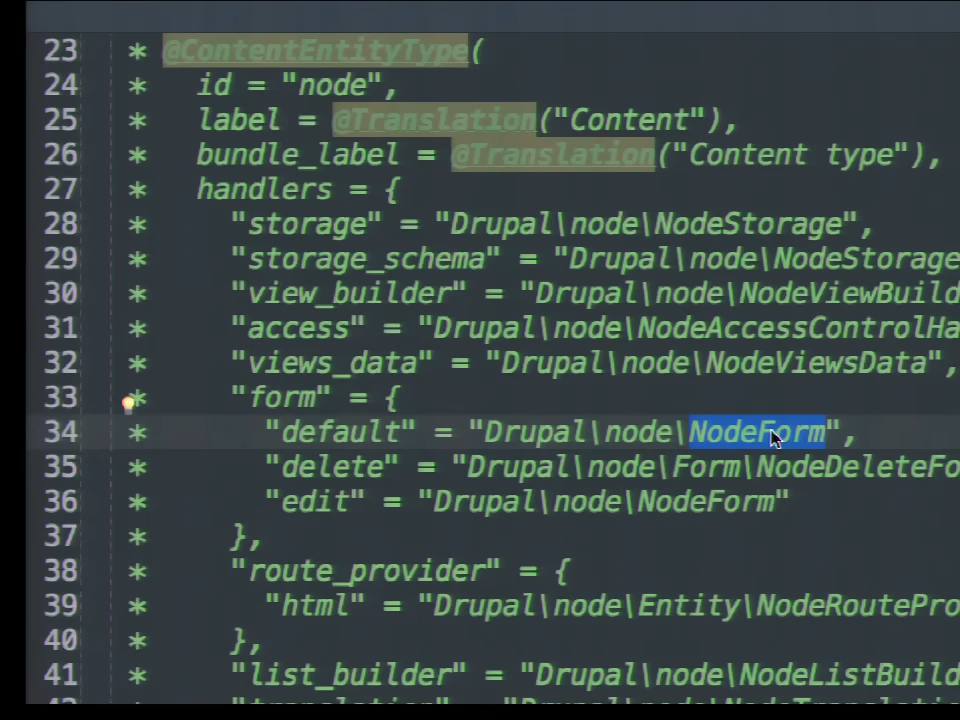 23 * @ContentEntityType(
24 *   id = "node",
25 *   label = @Translation("Content"),
26 *   bundle_label = @Translation("Content type"),
27 *   handlers = {
28 *     "storage" = "Drupal\node\NodeStorage",
29 *     "storage_schema" = "Drupal\node\NodeStorage
30 *     "view_builder" = "Drupal\node\NodeViewBuild
31 *     "access" = "Drupal\node\NodeAccessControlHa
32 *     "views_data" = "Drupal\node\NodeViewsData",
33 *     "form" = {
34 *       "default" = "Drupal\node\NodeForm",
35 *       "delete" = "Drupal\node\Form\NodeDeleteFo
36 *       "edit" = "Drupal\node\NodeForm"
37 *     },
38 *     "route_provider" = {
39 *       "html" = "Drupal\node\Entity\NodeRoutePro
40 *     },
41 *     "list_builder" = "Drupal\node\NodeListBuild